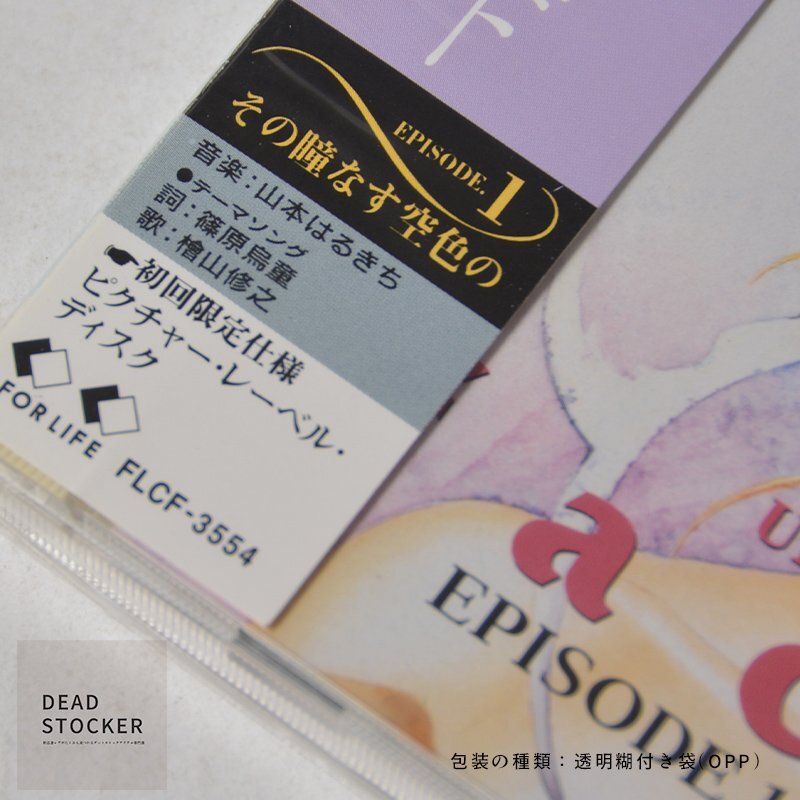 ド
EPISODE.1
その瞳なす空色の
音楽：山本はるきち
●テーマソング
詞：篠原烏童
歌：檜山修之
初回限定仕様
ピクチャー・レーベル・
ディスク
FOR LIFE FLCF-3554
a
EPISODE 1
DEAD
STOCKER
包装の種類：透明糊付き袋(OPP)